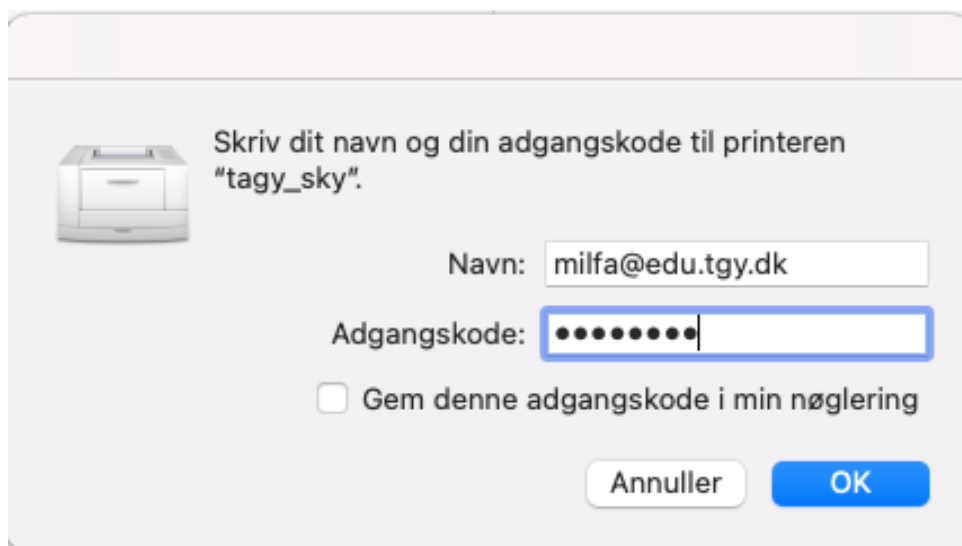 Skriv dit navn og din adgangskode til printeren
“tagy_sky”.
Navn: milfa@edu.tgy.dk
Adgangskode: ••••••••
Gem denne adgangskode i min nøglering
Annuller OK